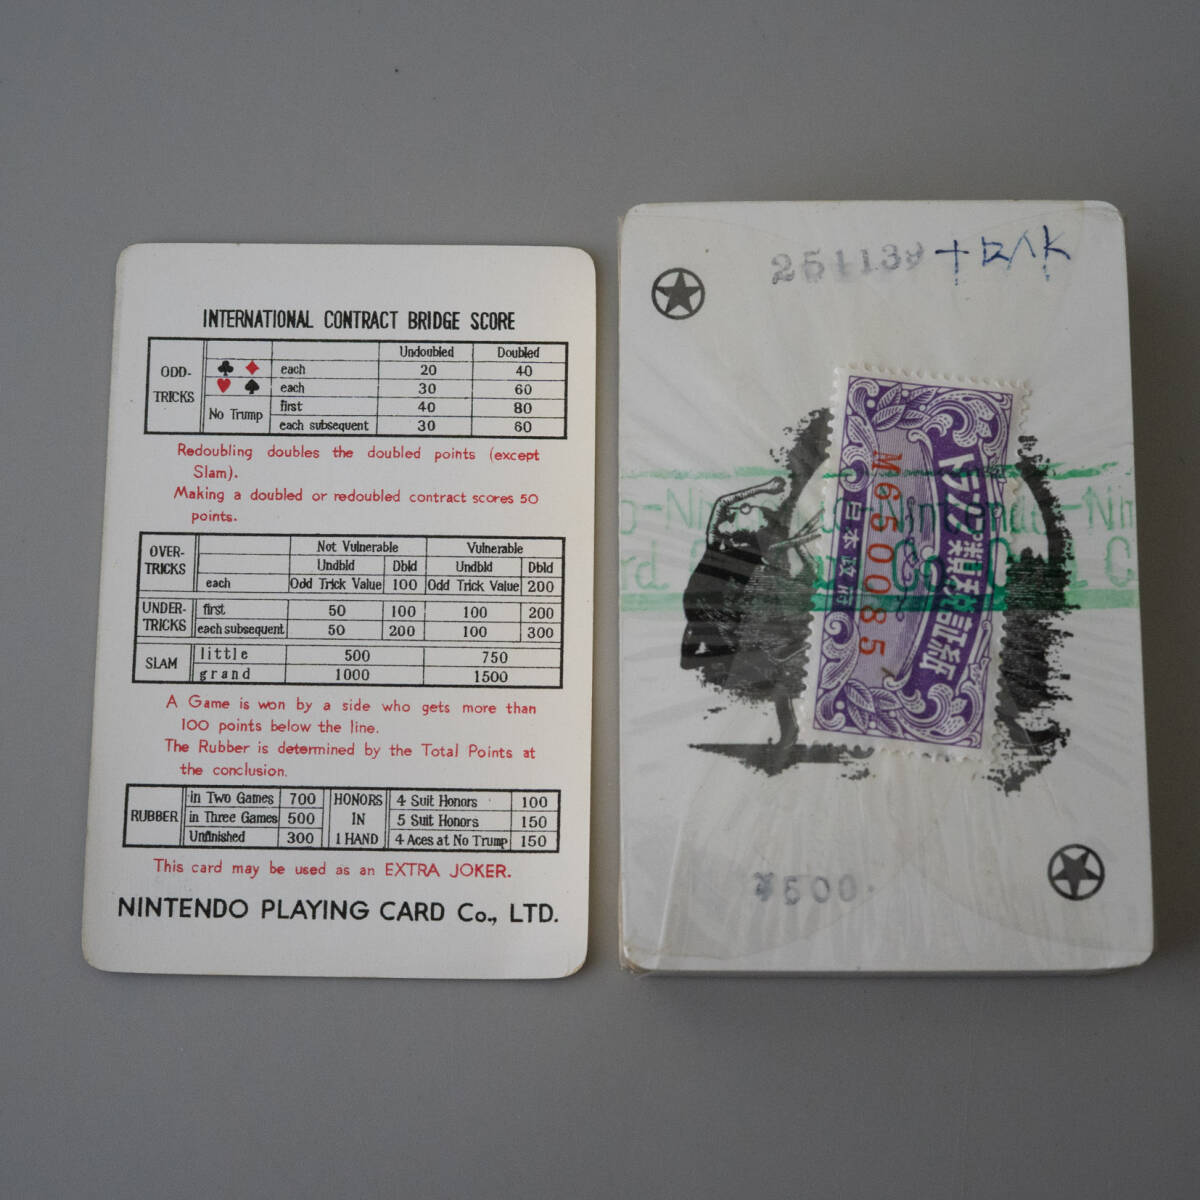 INTERNATIONAL CONTRACT BRIDGE SCORE
Undoubled Doubled
ODD-TRICKS
♣ ♦ each 20 40
♥ ♠ each 30 60
No Trump first 40 80
each subsequent 30 60
Redoubling doubles the doubled points (except
Slam).
Making a doubled or redoubled contract scores 50
points.
Not Vulnerable Vulnerable
OVER-TRICKS
Undbld Dbld Undbld Dbld
each Odd Trick Value 100 Odd Trick Value 200
UNDER-TRICKS
first 50 100 100 200
each subsequent 50 200 100 300
SLAM
little 500 750
grand 1000 1500
A Game is won by a side who gets more than
100 points below the line.
The Rubber is determined by the Total Points at
the conclusion.
RUBBER
in Two Games 700
in Three Games 500
Unfinished 300
HONORS
IN
1 HAND
4 Suit Honors 100
5 Suit Honors 150
4 Aces at No Trump 150
This card may be used as an EXTRA JOKER.
NINTENDO PLAYING CARD Co., LTD.
251139
トランプ類税証紙
M650085
日本政府
¥500.